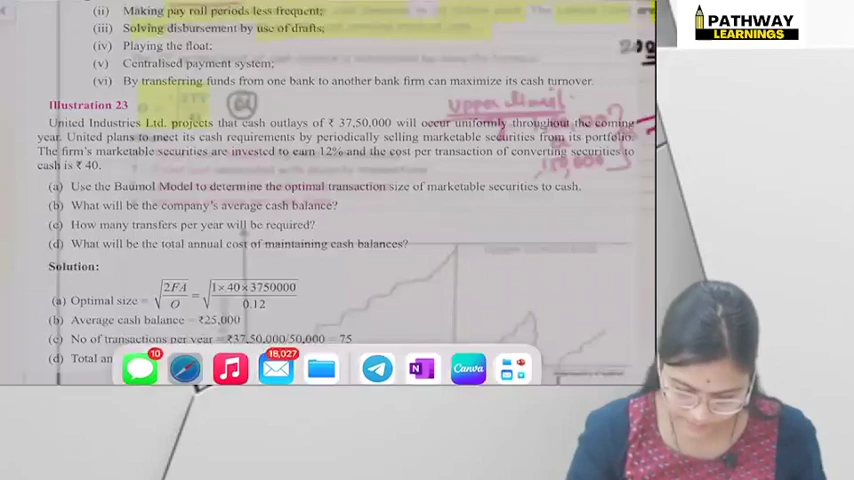 PATHWAY
LEARNINGS
(ii) Making pay roll periods less frequent;
(iii) Solving disbursement by use of drafts;
(iv) Playing the float;
(v) Centralised payment system;
(vi) By transferring funds from one bank to another bank firm can maximize its cash turnover.
upper limit
Illustration 23
United Industries Ltd. projects that cash outlays of ₹ 37,50,000 will occur uniformly throughout the coming
year. United plans to meet its cash requirements by periodically selling marketable securities from its portfolio.
The firm's marketable securities are invested to earn 12% and the cost per transaction of converting securities to
cash is ₹ 40.
(a) Use the Baumol Model to determine the optimal transaction size of marketable securities to cash.
(b) What will be the company's average cash balance?
(c) How many transfers per year will be required?
(d) What will be the total annual cost of maintaining cash balances?
Solution:
(a) Optimal size = √2FA/O = √1×40×3750000/0.12
(b) Average cash balance = ₹25,000
(c) No of transactions per year = ₹37,50,000/50,000 = 75
(d) Total an
10
18,027
N
Canva